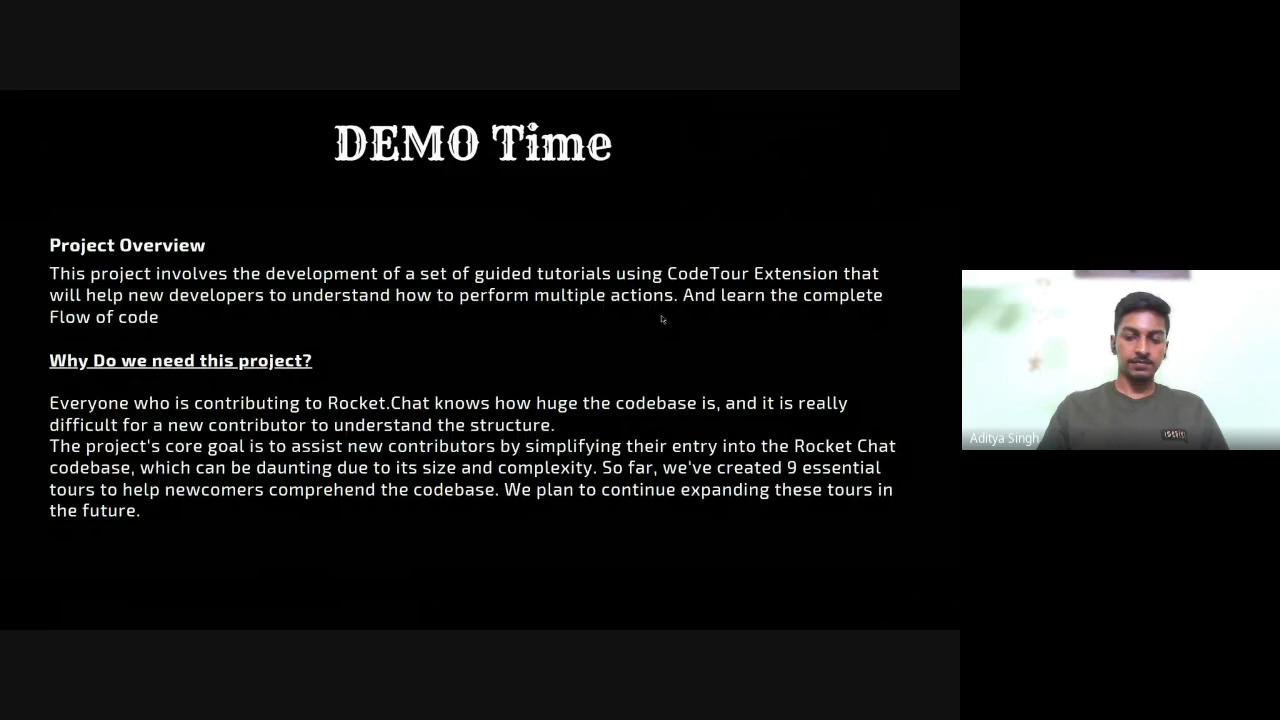 DEMO Time
Project Overview
This project involves the development of a set of guided tutorials using CodeTour Extension that
will help new developers to understand how to perform multiple actions. And learn the complete
Flow of code
Why Do we need this project?
Everyone who is contributing to Rocket.Chat knows how huge the codebase is, and it is really
difficult for a new contributor to understand the structure.
The project's core goal is to assist new contributors by simplifying their entry into the Rocket Chat
codebase, which can be daunting due to its size and complexity. So far, we've created 9 essential
tours to help newcomers comprehend the codebase. We plan to continue expanding these tours in
the future.
Aditya Singh